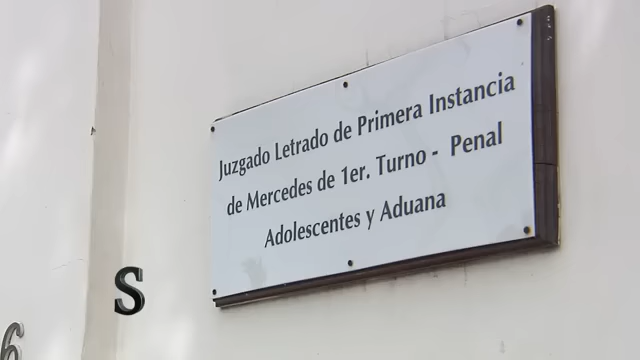 Juzgado Letrado de Primera Instancia
de Mercedes de 1er. Turno - Penal
Adolescentes y Aduana
S
6